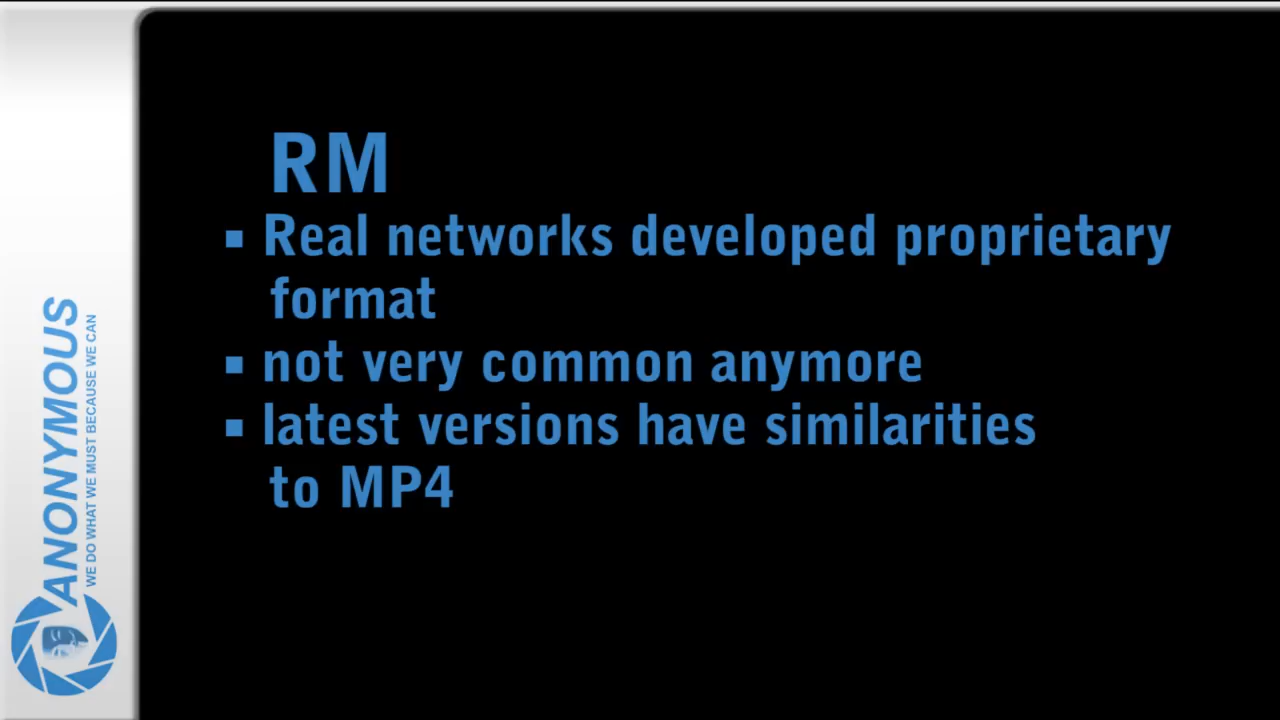 RM
▪ Real networks developed proprietary
format
▪ not very common anymore
▪ latest versions have similarities
to MP4
ANONYMOUS
WE DO WHAT WE MUST BECAUSE WE CAN